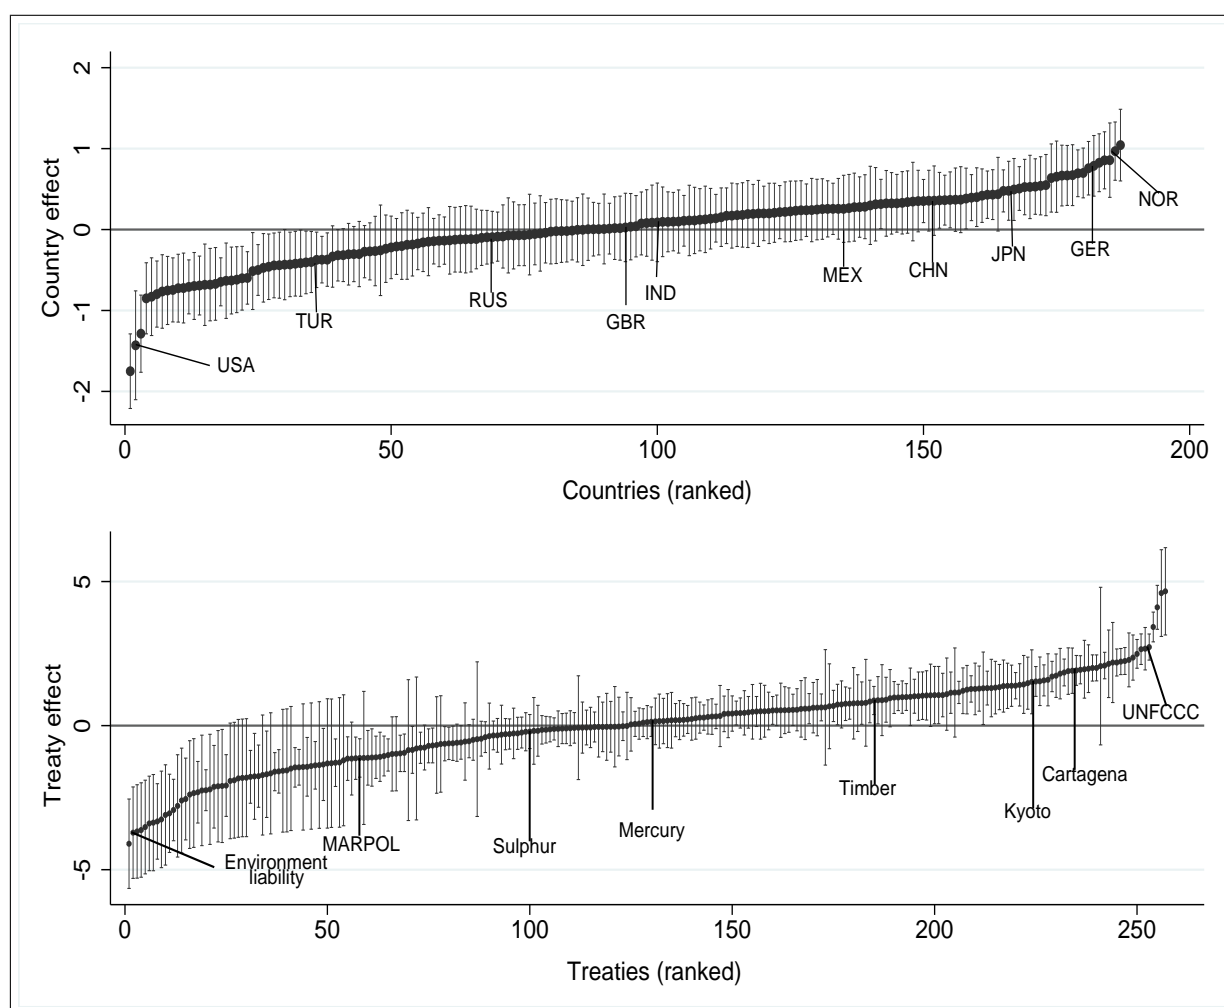 2
1
0
-1
-2
Country effect
USA
TUR
RUS
GBR
IND
MEX
CHN
JPN
GER
NOR
0 50 100 150 200
Countries (ranked)
5
0
-5
Treaty effect
Environment
liability
MARPOL
Sulphur
Mercury
Timber
Kyoto
Cartagena
UNFCCC
0 50 100 150 200 250
Treaties (ranked)